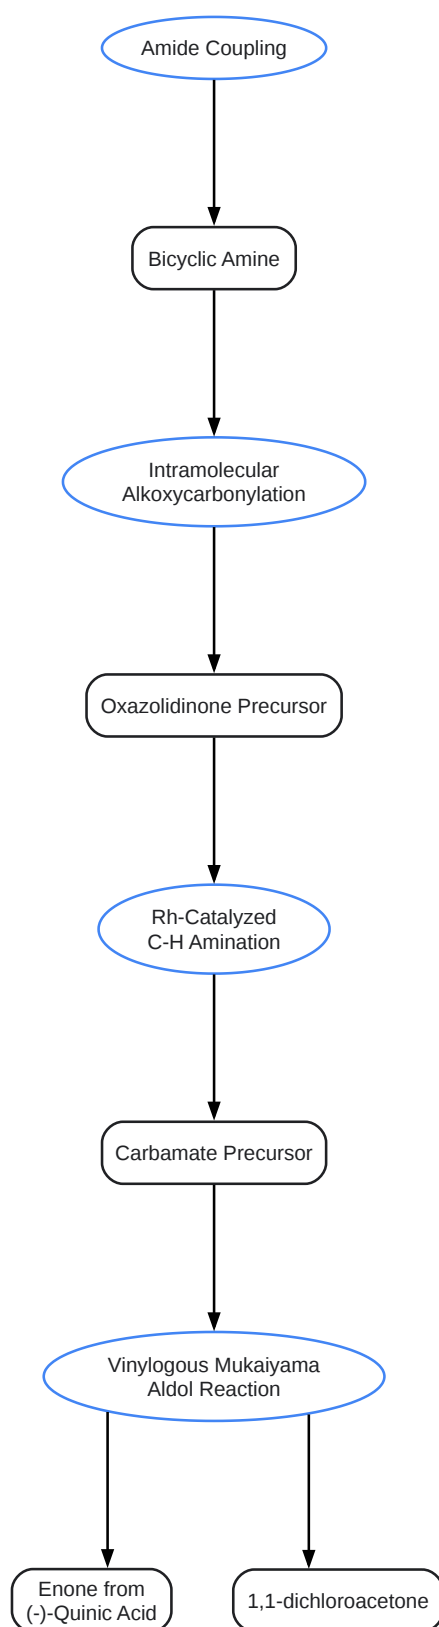 Amide Coupling
Bicyclic Amine
Intramolecular
Alkoxycarbonylation
Oxazolidinone Precursor
Rh-Catalyzed
C-H Amination
Carbamate Precursor
Vinylogous Mukaiyama
Aldol Reaction
Enone from
(-)-Quinic Acid
1,1-dichloroacetone